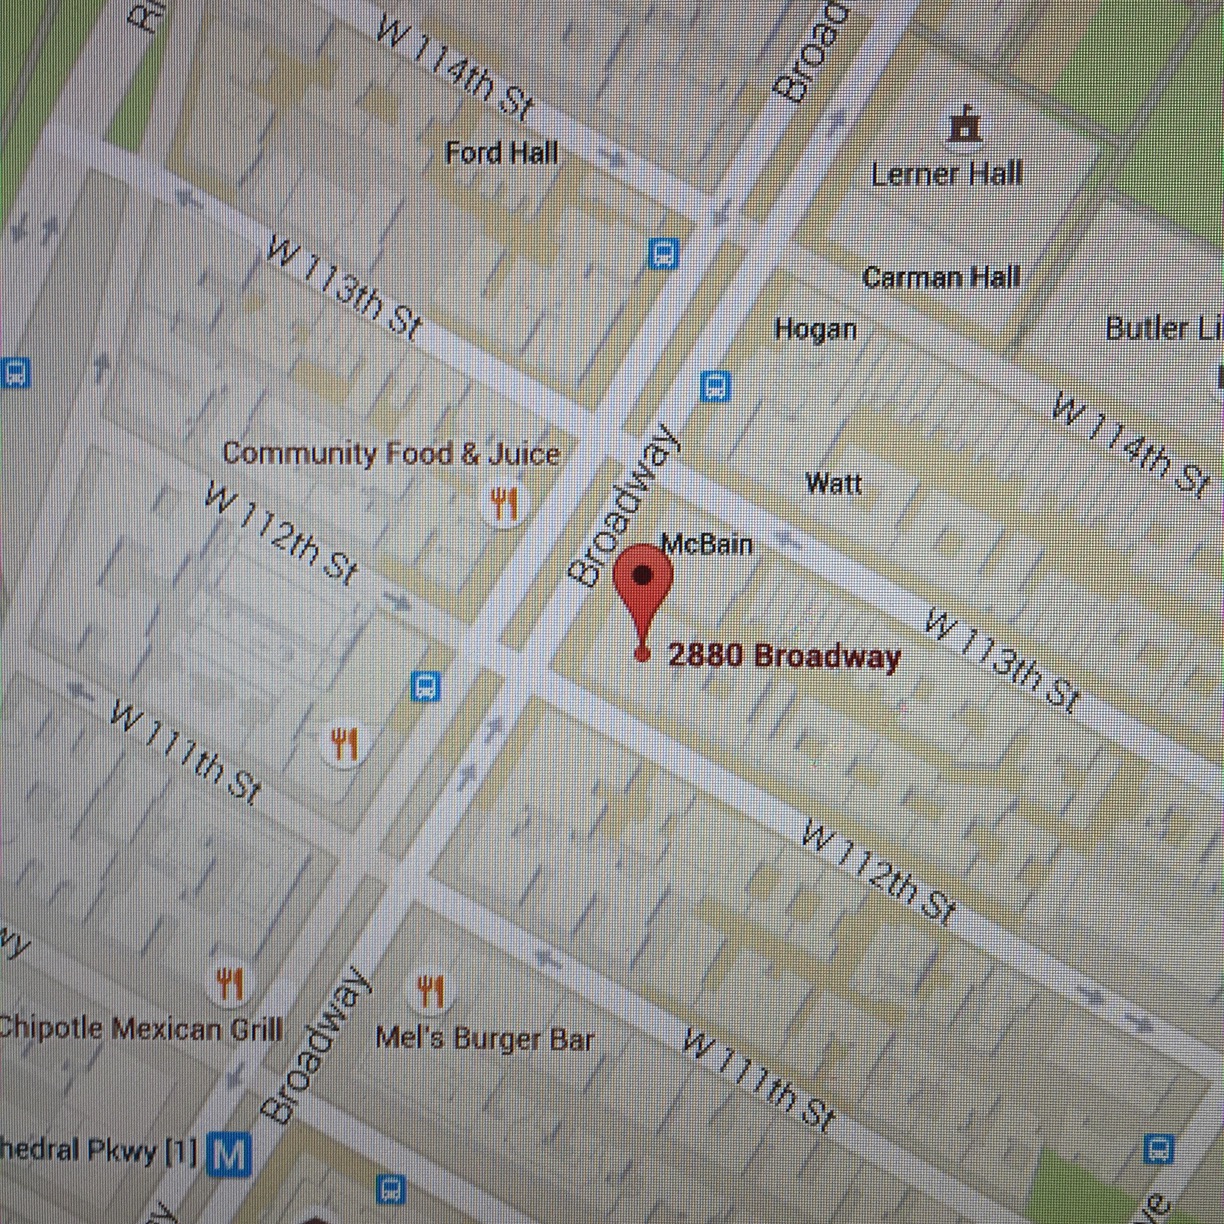 Broad
W 114th St
Ford Hall
Lerner Hall
Carman Hall
W 113th St
Hogan
Butler Li
W 114th St
Community Food & Juice
Broadway
Watt
W 112th St
McBain
2880 Broadway
W 113th St
W 111th St
W 112th St
Chipotle Mexican Grill
Broadway
Mel's Burger Bar
W 111th St
hedral Pkwy [1] M